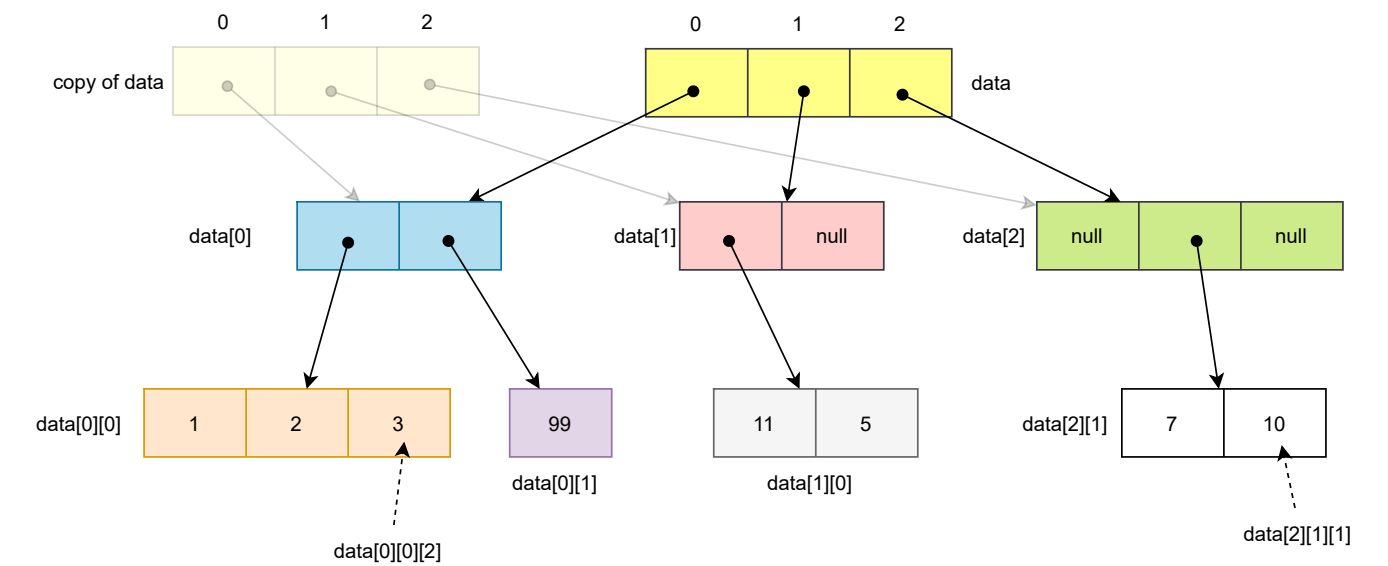 0 1 2
0 1 2
copy of data
data
data[0]
data[1]
null
data[2]
null
null
data[0][0]
1
2
3
99
11
5
data[2][1]
7
10
data[0][1]
data[1][0]
data[0][0][2]
data[2][1][1]